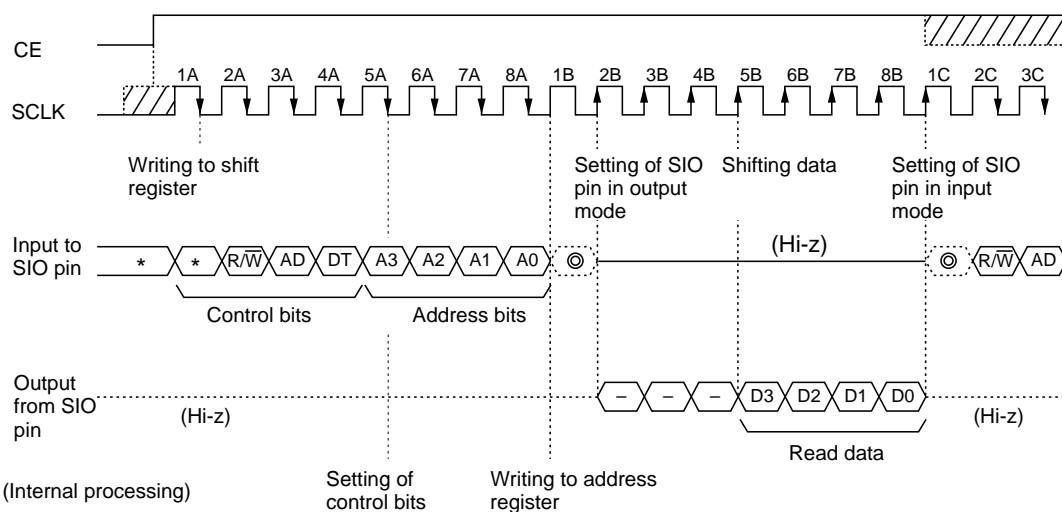 CE
1A 2A 3A 4A 5A 6A 7A 8A 1B 2B 3B 4B 5B 6B 7B 8B 1C 2C 3C
SCLK
Writing to shift
register
Setting of SIO
pin in output
mode
Shifting data
Setting of SIO
pin in input
mode
Input to
SIO pin
* * R/W̅ AD DT A3 A2 A1 A0 ◎ (Hi-z) ◎ R/W̅ AD
Control bits
Address bits
Output
from SIO
pin
(Hi-z)
– – – D3 D2 D1 D0
(Hi-z)
Read data
(Internal processing)
Setting of
control bits
Writing to address
register